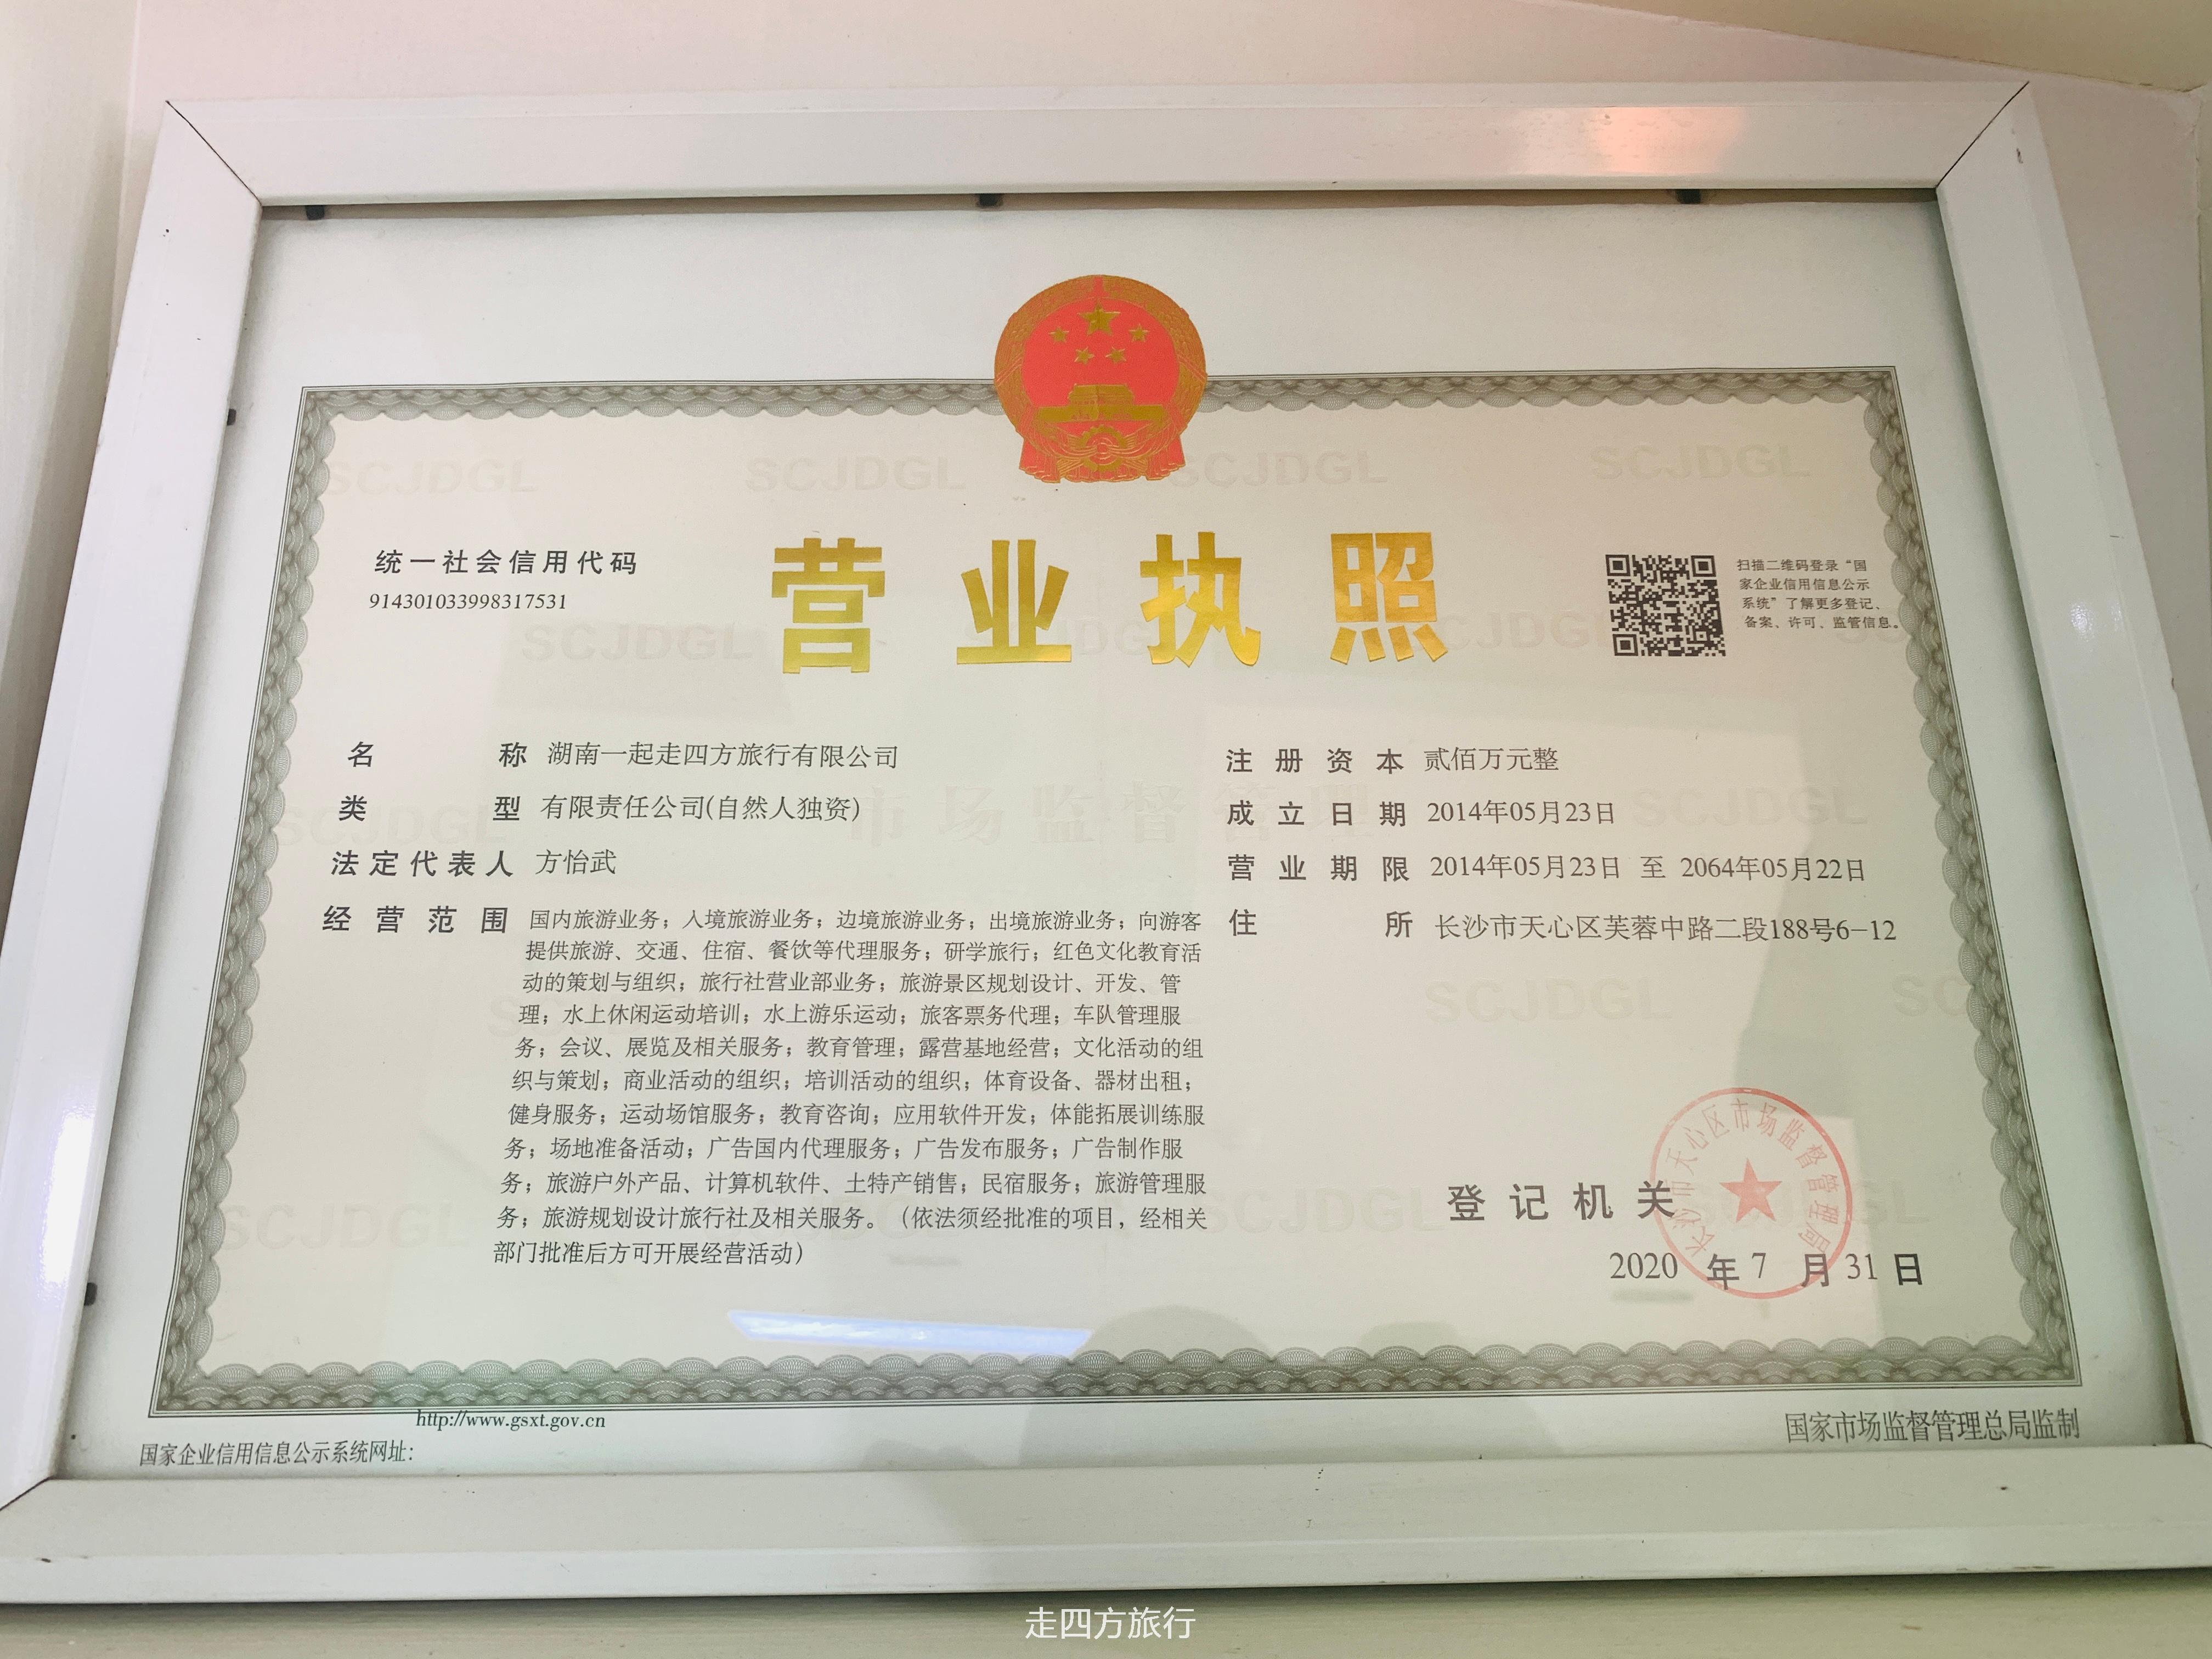 统一社会信用代码
914301033998317531
营业执照
扫描二维码登录“国
家企业信用信息公示
系统”了解更多登记、
备案、许可、监管信息。
名称 湖南一起走四方旅行有限公司
类型 有限责任公司(自然人独资)
法定代表人 方怡武
经营范围 国内旅游业务；入境旅游业务；边境旅游业务；出境旅游业务；向游客
提供旅游、交通、住宿、餐饮等代理服务；研学旅行；红色文化教育活
动的策划与组织；旅行社营业部业务；旅游景区规划设计、开发、管
理；水上休闲运动培训；水上游乐运动；旅客票务代理；车队管理服
务；会议、展览及相关服务；教育管理；露营基地经营；文化活动的组
织与策划；商业活动的组织；培训活动的组织；体育设备、器材出租；
健身服务；运动场馆服务；教育咨询；应用软件开发；体能拓展训练服
务；场地准备活动；广告国内代理服务；广告发布服务；广告制作服
务；旅游户外产品、计算机软件、土特产销售；民宿服务；旅游管理服
务；旅游规划设计旅行社及相关服务。（依法须经批准的项目，经相关
部门批准后方可开展经营活动）
注册资本 贰佰万元整
成立日期 2014年05月23日
营业期限 2014年05月23日 至 2064年05月22日
住所 长沙市天心区芙蓉中路二段188号6-12
登记机关
长沙市天心区市场监督管理局
2020 年 7 月 31 日
http://www.gsxt.gov.cn
国家企业信用信息公示系统网址:
国家市场监督管理总局监制
走四方旅行